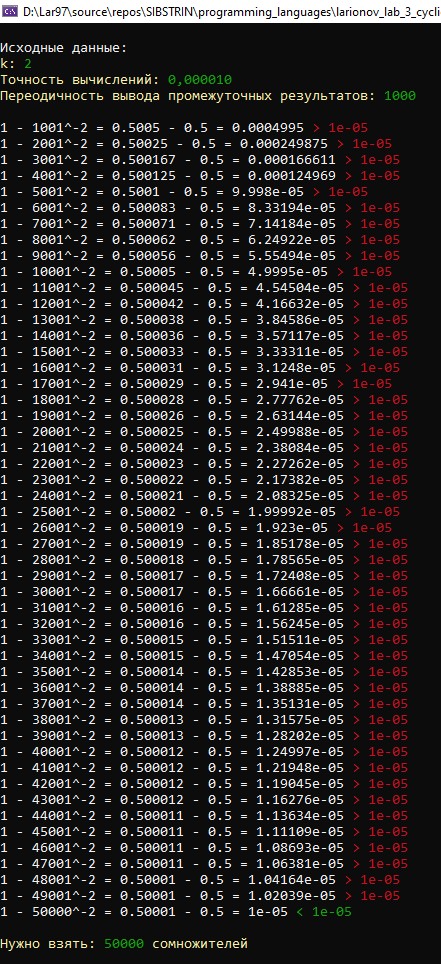 D:\Lar97\source\repos\SIBSTRIN\programming_languages\larionov_lab_3_cyclic
Исходные данные:
k: 2
Точность вычислений: 0,000010
Переодичность вывода промежуточных результатов: 1000
1 - 1001^-2 = 0.5005 - 0.5 = 0.0004995 > 1e-05
1 - 2001^-2 = 0.50025 - 0.5 = 0.000249875 > 1e-05
1 - 3001^-2 = 0.500167 - 0.5 = 0.000166611 > 1e-05
1 - 4001^-2 = 0.500125 - 0.5 = 0.000124969 > 1e-05
1 - 5001^-2 = 0.5001 - 0.5 = 9.998e-05 > 1e-05
1 - 6001^-2 = 0.500083 - 0.5 = 8.33194e-05 > 1e-05
1 - 7001^-2 = 0.500071 - 0.5 = 7.14184e-05 > 1e-05
1 - 8001^-2 = 0.500062 - 0.5 = 6.24922e-05 > 1e-05
1 - 9001^-2 = 0.500056 - 0.5 = 5.55494e-05 > 1e-05
1 - 10001^-2 = 0.50005 - 0.5 = 4.9995e-05 > 1e-05
1 - 11001^-2 = 0.500045 - 0.5 = 4.54504e-05 > 1e-05
1 - 12001^-2 = 0.500042 - 0.5 = 4.16632e-05 > 1e-05
1 - 13001^-2 = 0.500038 - 0.5 = 3.84586e-05 > 1e-05
1 - 14001^-2 = 0.500036 - 0.5 = 3.57117e-05 > 1e-05
1 - 15001^-2 = 0.500033 - 0.5 = 3.33311e-05 > 1e-05
1 - 16001^-2 = 0.500031 - 0.5 = 3.1248e-05 > 1e-05
1 - 17001^-2 = 0.500029 - 0.5 = 2.941e-05 > 1e-05
1 - 18001^-2 = 0.500028 - 0.5 = 2.77762e-05 > 1e-05
1 - 19001^-2 = 0.500026 - 0.5 = 2.63144e-05 > 1e-05
1 - 20001^-2 = 0.500025 - 0.5 = 2.49988e-05 > 1e-05
1 - 21001^-2 = 0.500024 - 0.5 = 2.38084e-05 > 1e-05
1 - 22001^-2 = 0.500023 - 0.5 = 2.27262e-05 > 1e-05
1 - 23001^-2 = 0.500022 - 0.5 = 2.17382e-05 > 1e-05
1 - 24001^-2 = 0.500021 - 0.5 = 2.08325e-05 > 1e-05
1 - 25001^-2 = 0.50002 - 0.5 = 1.99992e-05 > 1e-05
1 - 26001^-2 = 0.500019 - 0.5 = 1.923e-05 > 1e-05
1 - 27001^-2 = 0.500019 - 0.5 = 1.85178e-05 > 1e-05
1 - 28001^-2 = 0.500018 - 0.5 = 1.78565e-05 > 1e-05
1 - 29001^-2 = 0.500017 - 0.5 = 1.72408e-05 > 1e-05
1 - 30001^-2 = 0.500017 - 0.5 = 1.66661e-05 > 1e-05
1 - 31001^-2 = 0.500016 - 0.5 = 1.61285e-05 > 1e-05
1 - 32001^-2 = 0.500016 - 0.5 = 1.56245e-05 > 1e-05
1 - 33001^-2 = 0.500015 - 0.5 = 1.51511e-05 > 1e-05
1 - 34001^-2 = 0.500015 - 0.5 = 1.47054e-05 > 1e-05
1 - 35001^-2 = 0.500014 - 0.5 = 1.42853e-05 > 1e-05
1 - 36001^-2 = 0.500014 - 0.5 = 1.38885e-05 > 1e-05
1 - 37001^-2 = 0.500014 - 0.5 = 1.35131e-05 > 1e-05
1 - 38001^-2 = 0.500013 - 0.5 = 1.31575e-05 > 1e-05
1 - 39001^-2 = 0.500013 - 0.5 = 1.28202e-05 > 1e-05
1 - 40001^-2 = 0.500012 - 0.5 = 1.24997e-05 > 1e-05
1 - 41001^-2 = 0.500012 - 0.5 = 1.21948e-05 > 1e-05
1 - 42001^-2 = 0.500012 - 0.5 = 1.19045e-05 > 1e-05
1 - 43001^-2 = 0.500012 - 0.5 = 1.16276e-05 > 1e-05
1 - 44001^-2 = 0.500011 - 0.5 = 1.13634e-05 > 1e-05
1 - 45001^-2 = 0.500011 - 0.5 = 1.11109e-05 > 1e-05
1 - 46001^-2 = 0.500011 - 0.5 = 1.08693e-05 > 1e-05
1 - 47001^-2 = 0.500011 - 0.5 = 1.06381e-05 > 1e-05
1 - 48001^-2 = 0.50001 - 0.5 = 1.04164e-05 > 1e-05
1 - 49001^-2 = 0.50001 - 0.5 = 1.02039e-05 > 1e-05
1 - 50000^-2 = 0.50001 - 0.5 = 1e-05 < 1e-05
Нужно взять: 50000 сомножителей